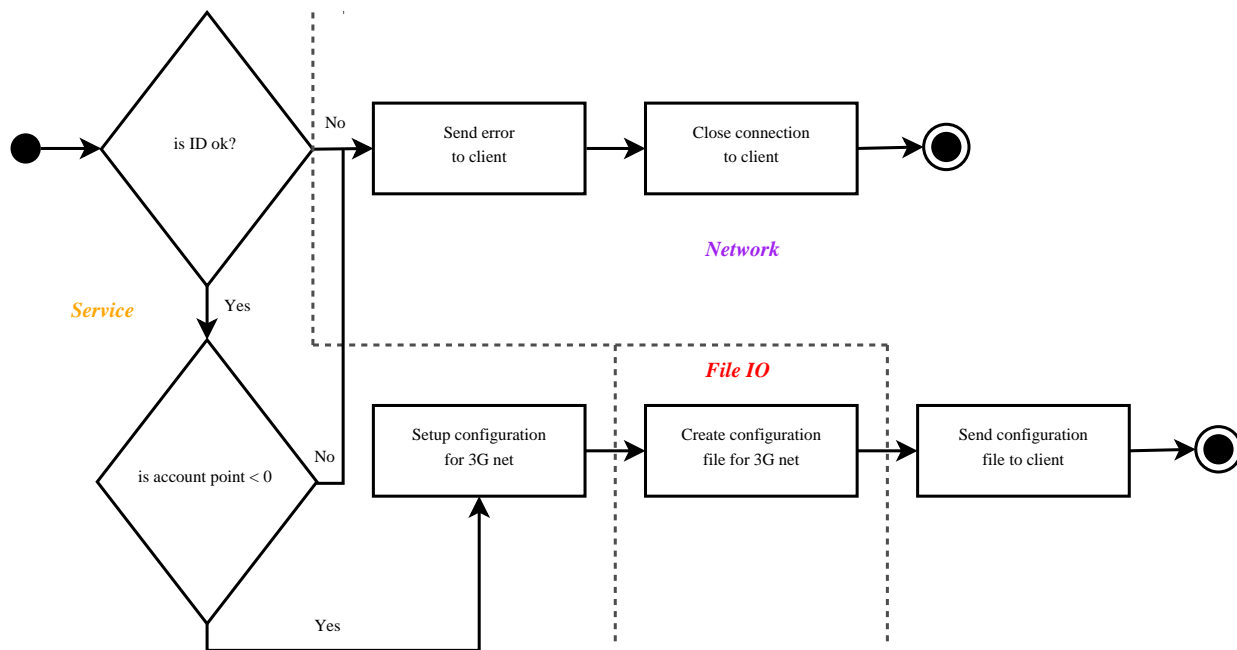 No
is ID ok?
Send error
to client
Close connection
to client
Network
Service
Yes
File IO
Setup configuration
for 3G net
Create configuration
file for 3G net
Send configuration
file to client
No
is account point < 0
Yes